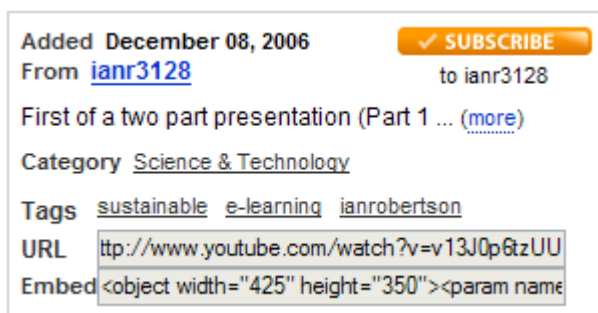 Added December 08, 2006 SUBSCRIBE
From ianr3128 to ianr3128
First of a two part presentation (Part 1 ... (more)
Category Science & Technology
Tags sustainable e-learning ianrobertson
URL ttp://www.youtube.com/watch?v=v13J0p6tzUU
Embed <object width="425" height="350"><param name